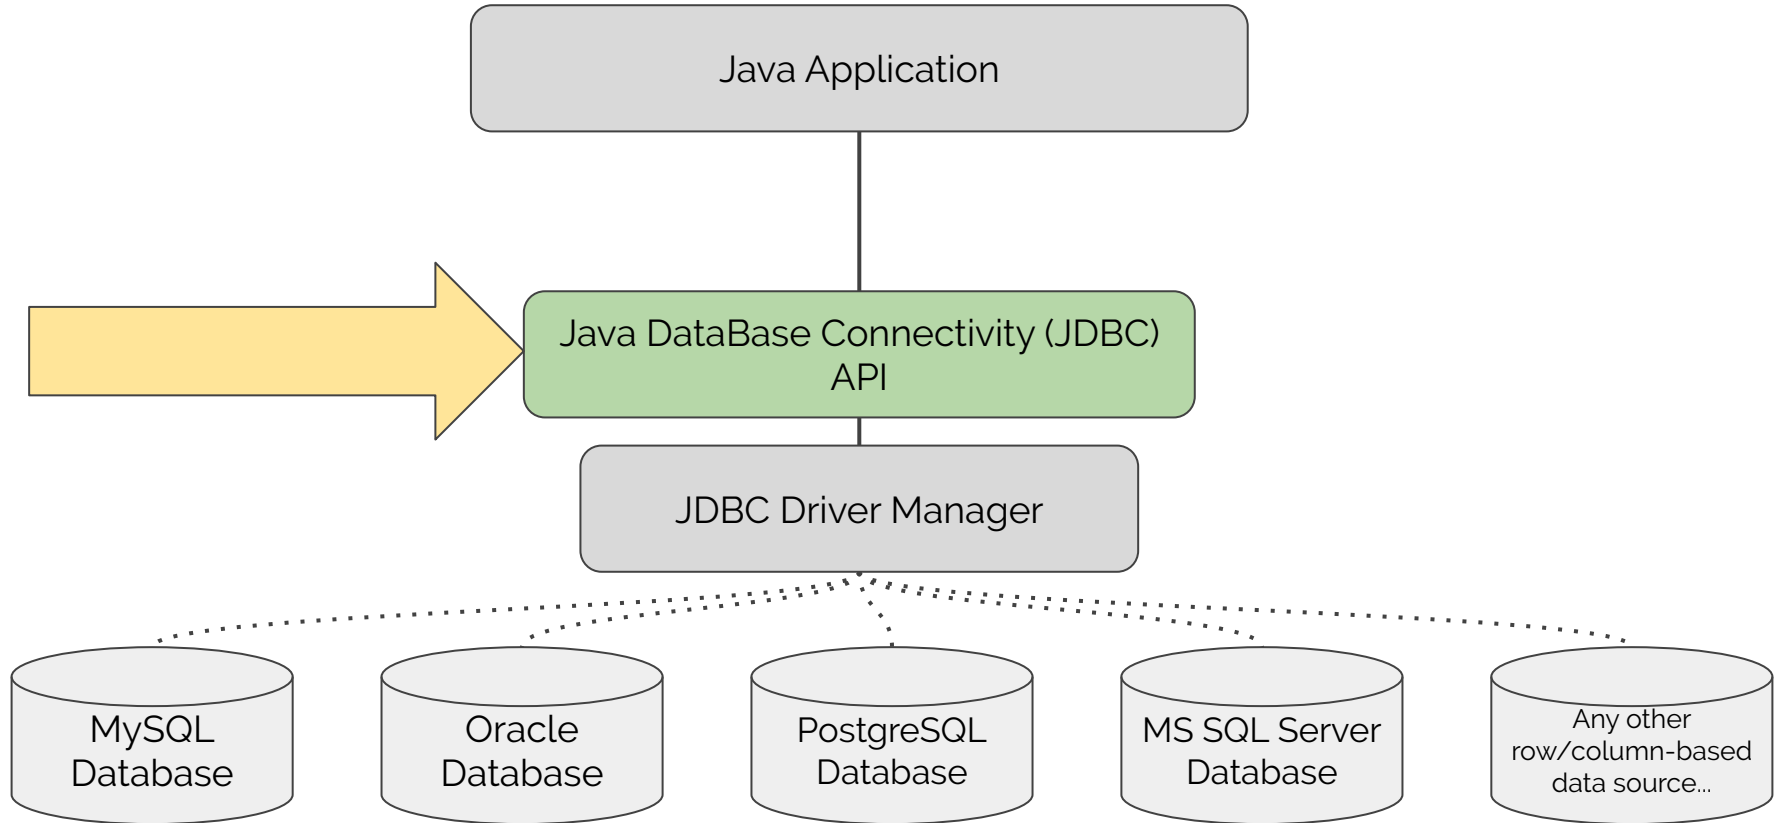 Java Application
Java DataBase Connectivity (JDBC)
API
JDBC Driver Manager
MySQL
Database
Oracle
Database
PostgreSQL
Database
MS SQL Server
Database
Any other
row/column-based
data source...